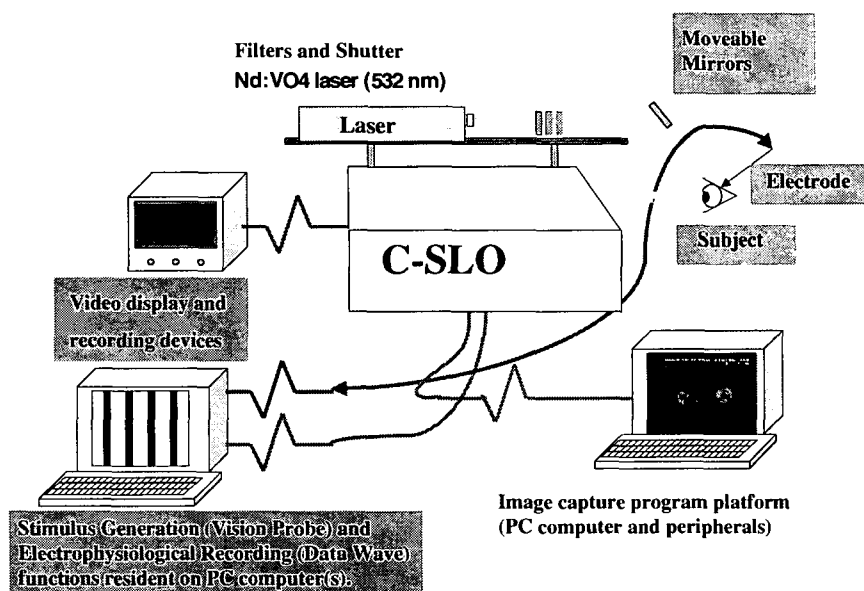 Filters and Shutter
Nd:VO4 laser (532 nm)
Moveable
Mirrors
Laser
Electrode
Subject
C-SLO
Video display and
recording devices
Image capture program platform
(PC computer and peripherals)
Stimulus Generation (Vision Probe) and
Electrophysiological Recording (Data Wave)
functions resident on PC computer(s).